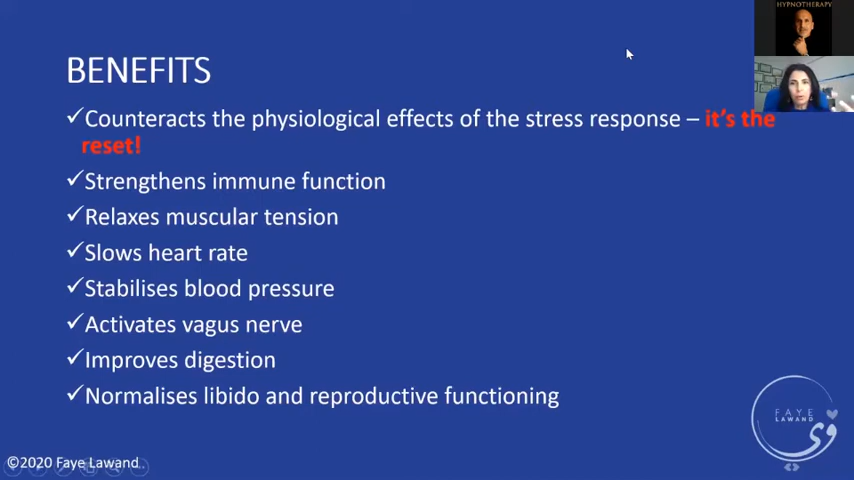 HYPNOTHERAPY
BENEFITS
✓Counteracts the physiological effects of the stress response – it's the
reset!
✓Strengthens immune function
✓Relaxes muscular tension
✓Slows heart rate
✓Stabilises blood pressure
✓Activates vagus nerve
✓Improves digestion
✓Normalises libido and reproductive functioning
FAYE
LAWAND
©2020 Faye Lawand